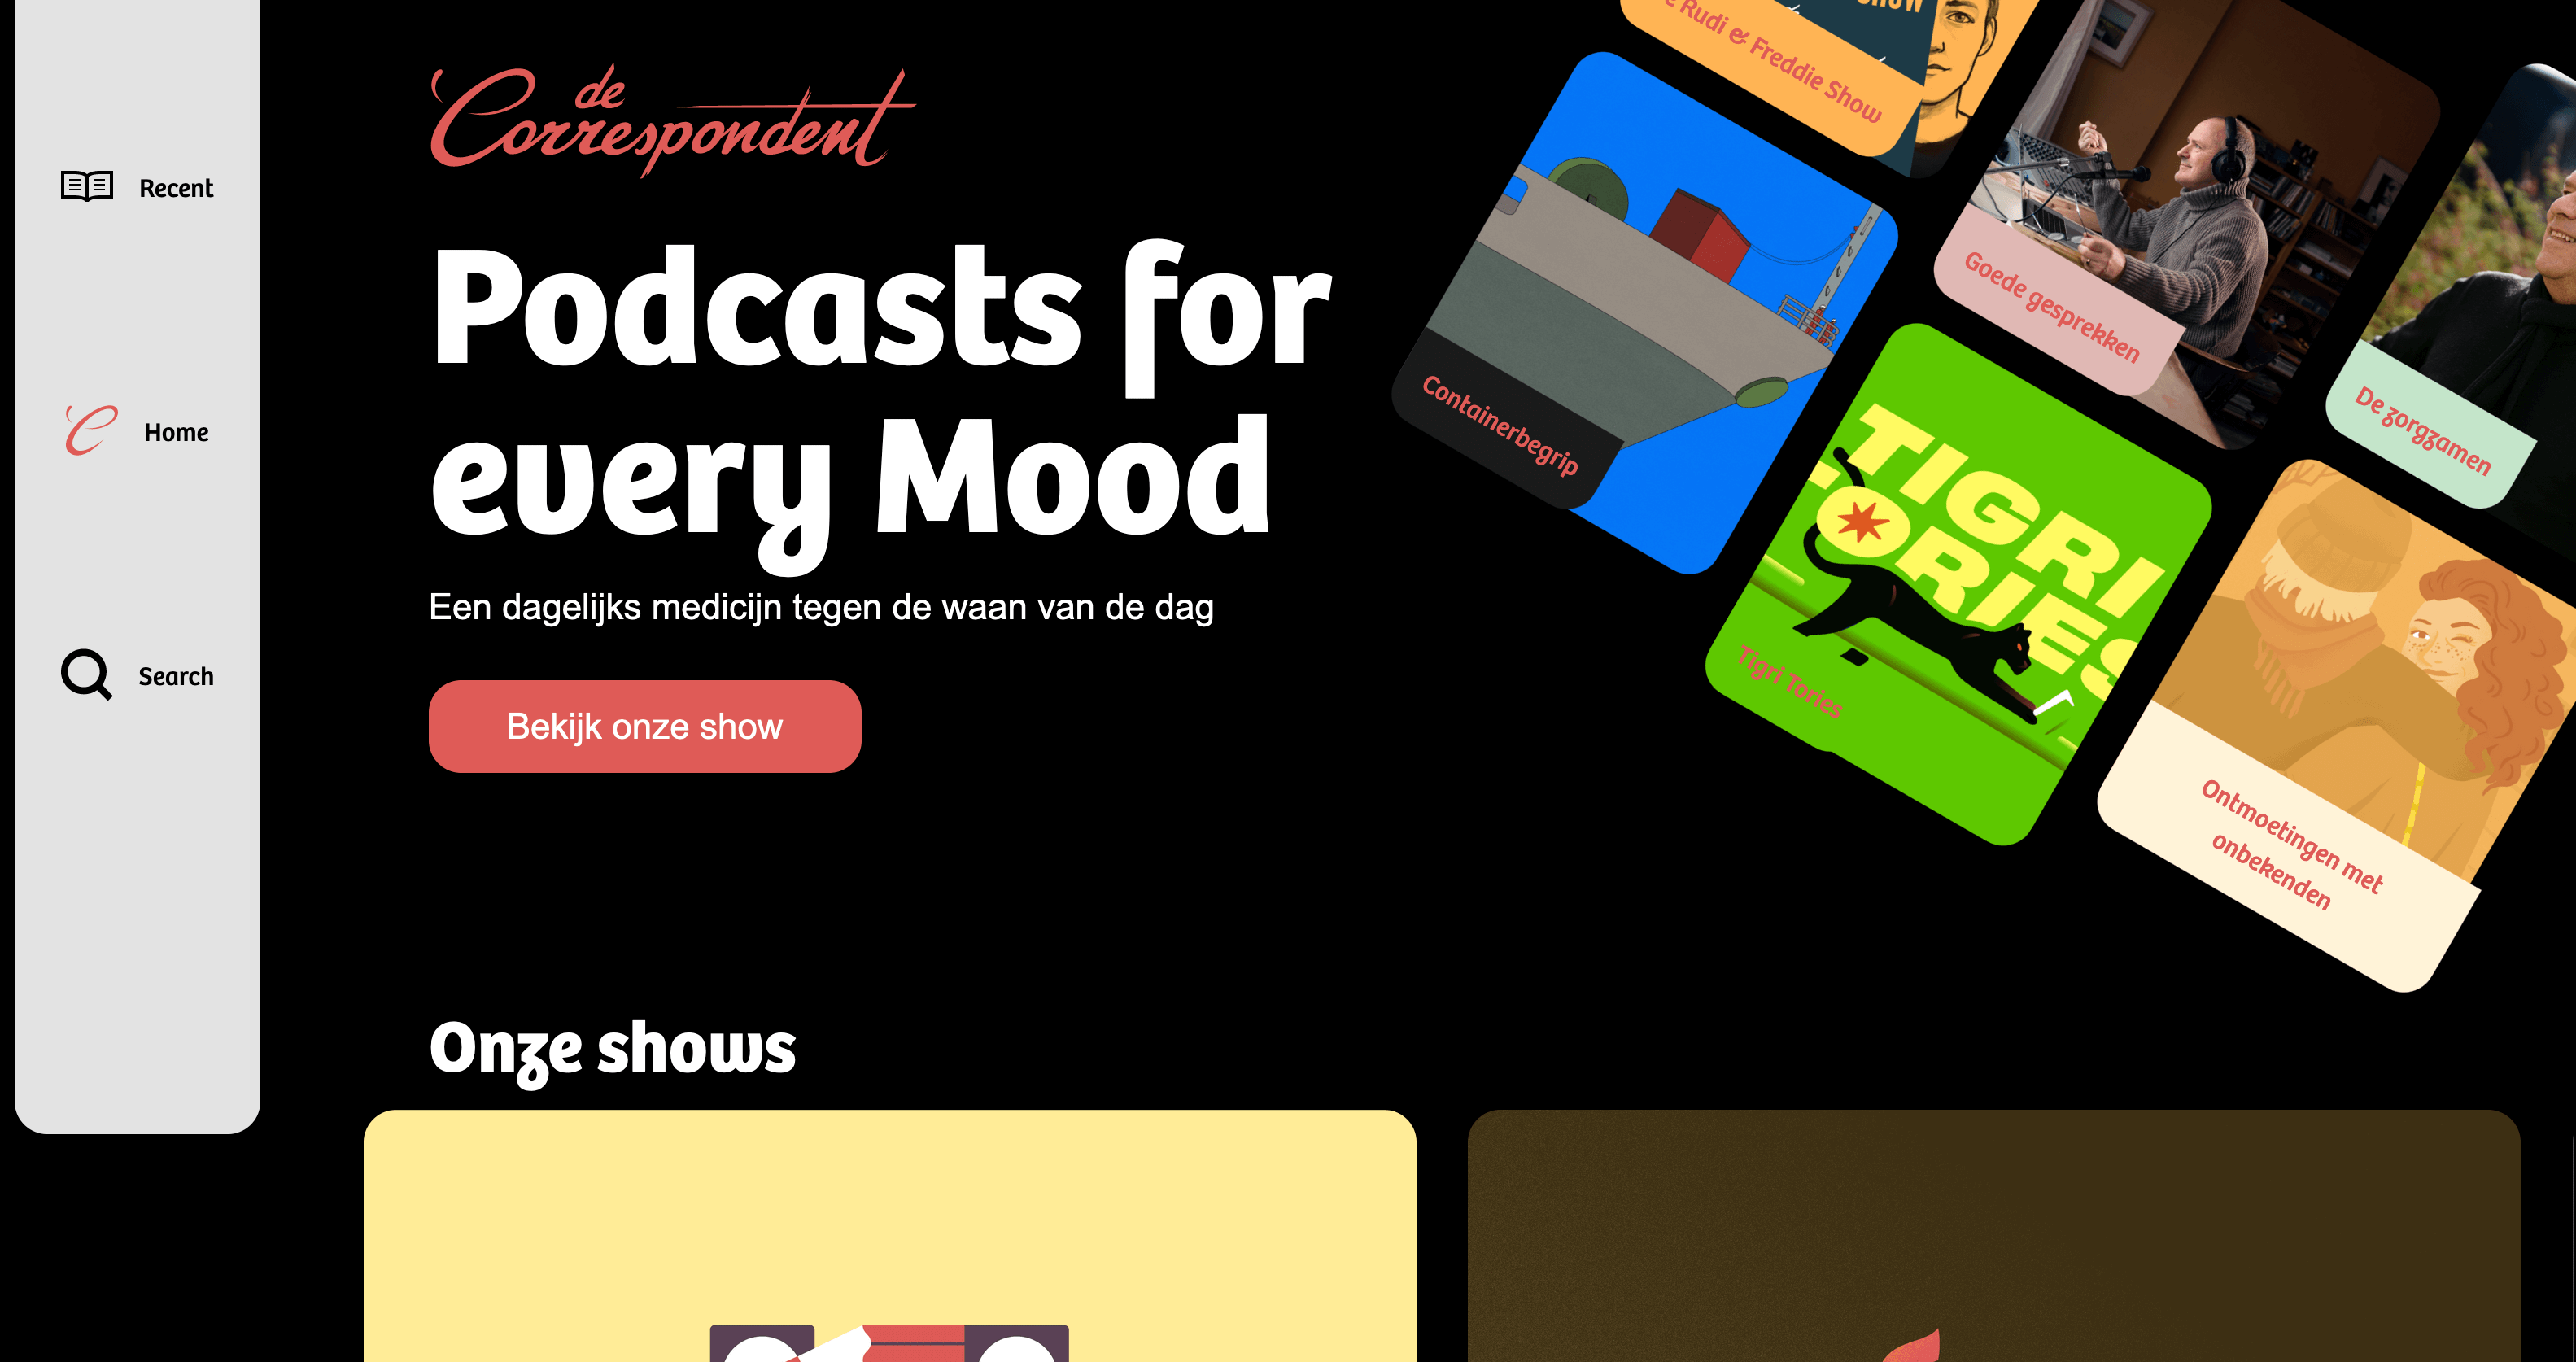 Recent
Home
Search
de
Correspondent
Podcasts for
every Mood
Een dagelijks medicijn tegen de waan van de dag
Bekijk onze show
Rudi & Freddie Show
Goede gesprekken
De zorgzamen
Containerbegrip
TIGRI
TORIES
Tigri Tories
Ontmoetingen met
onbekenden
Onze shows